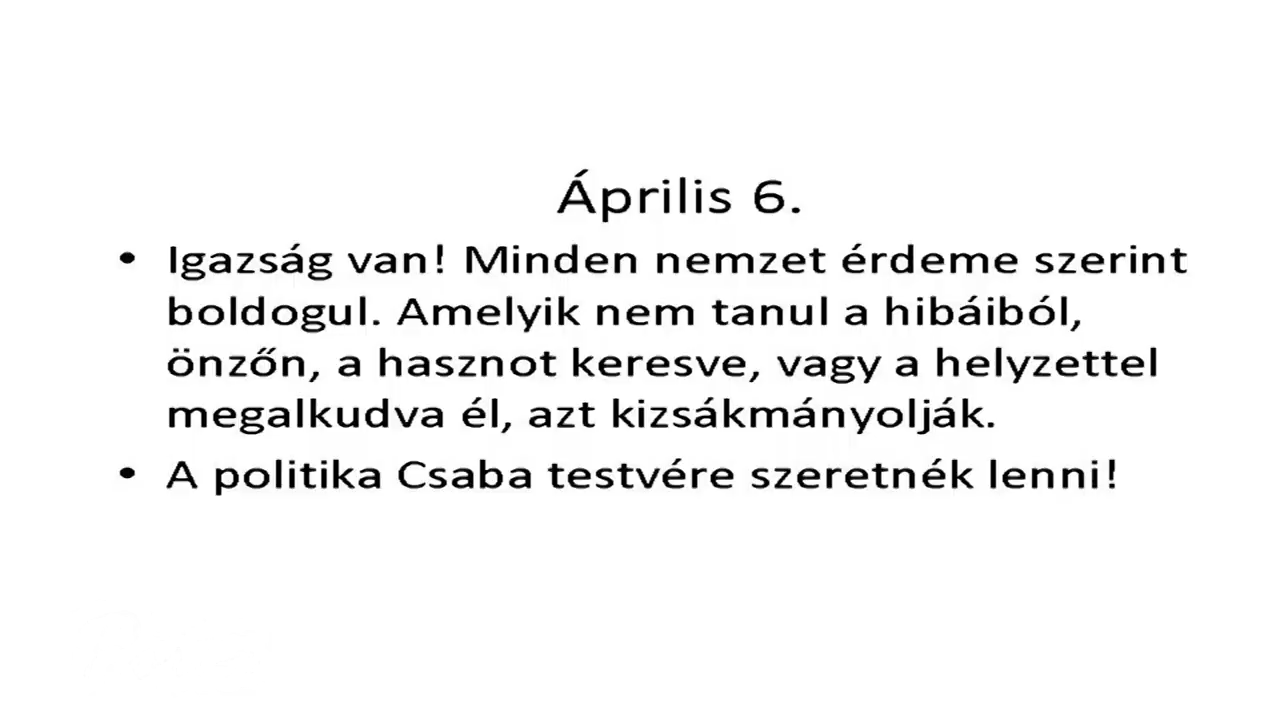 Április 6.
• Igazság van! Minden nemzet érdeme szerint
boldogul. Amelyik nem tanul a hibáiból,
önzőn, a hasznot keresve, vagy a helyzettel
megalkudva él, azt kizsákmányolják.
• A politika Csaba testvére szeretnék lenni!